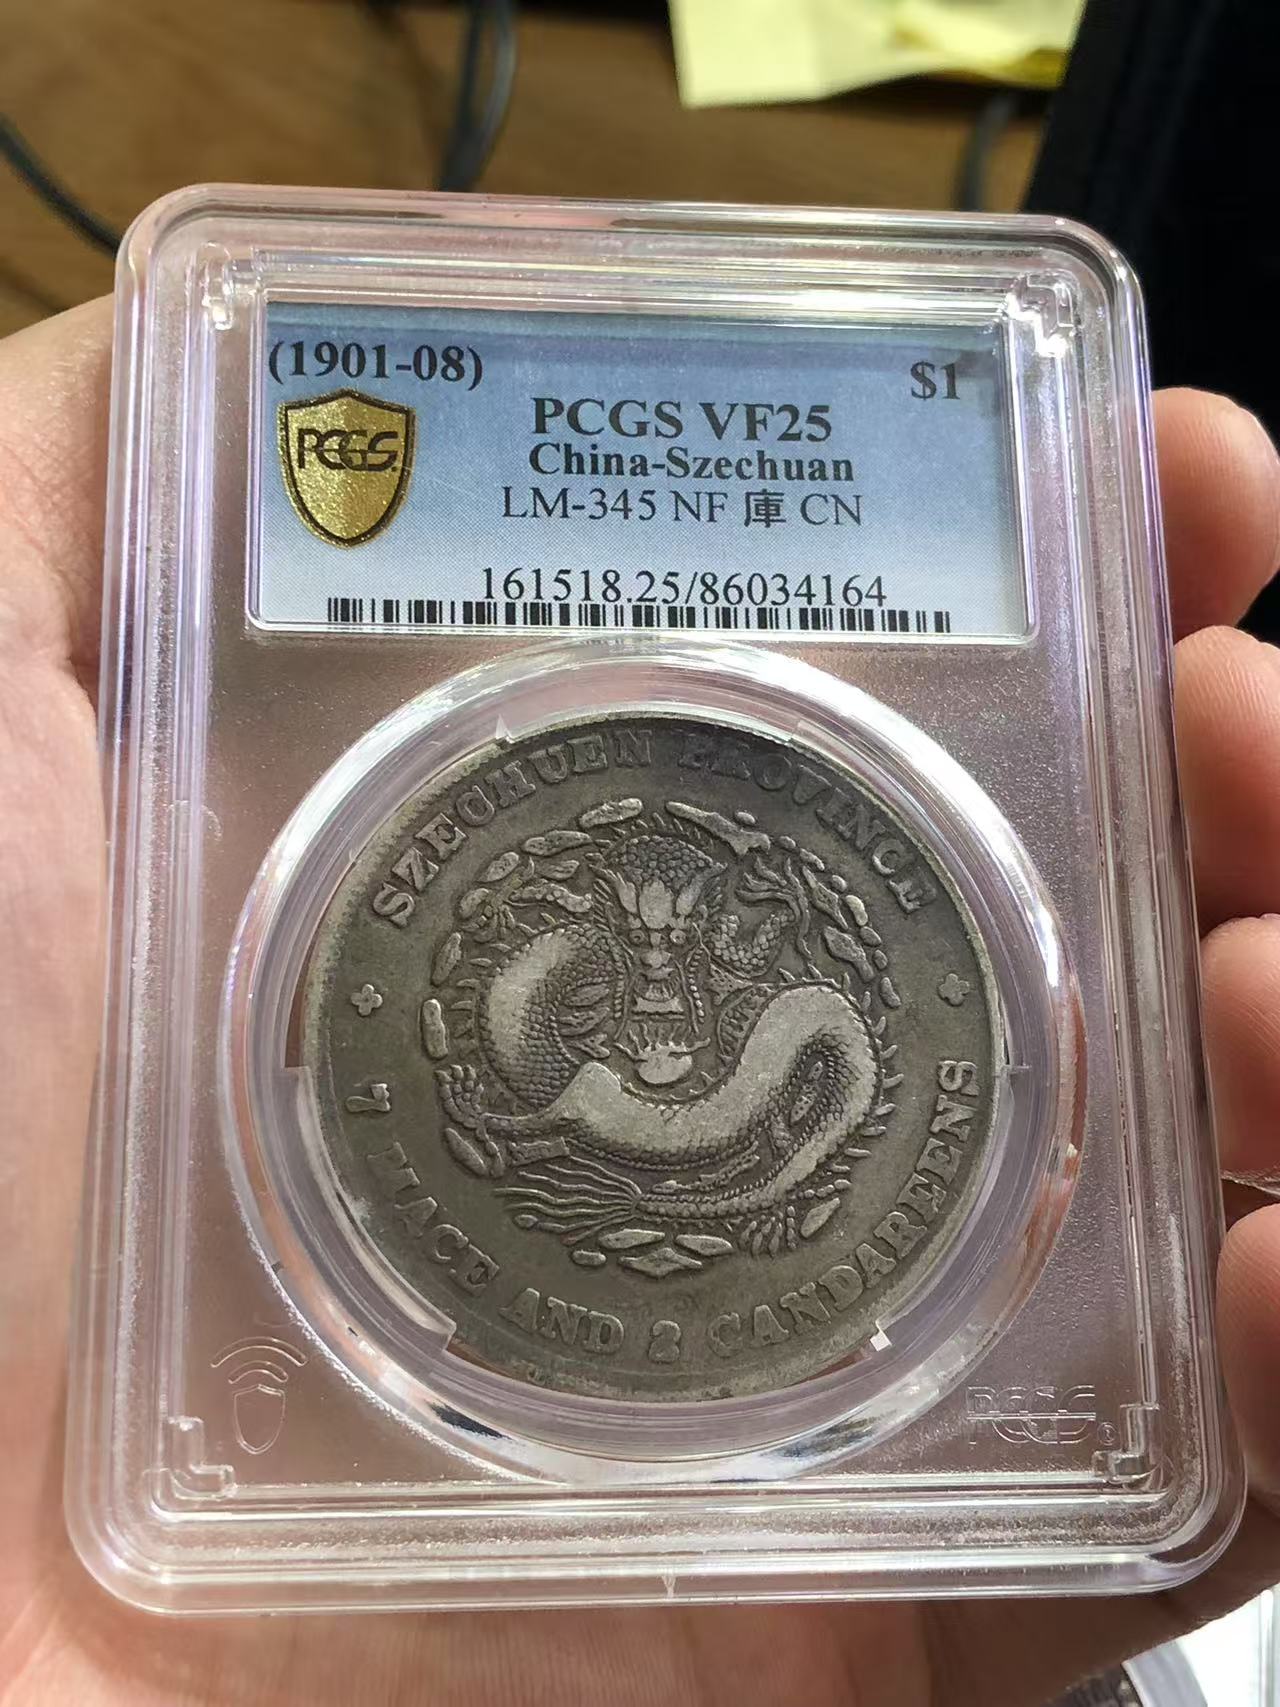 (1901-08)
$1
PCGS
PCGS VF25
China-Szechuan
LM-345 NF 庫 CN
161518.25/86034164
SZECHUEN PROVINCE
7 MACE AND 2 CANDAREENS
PCGS